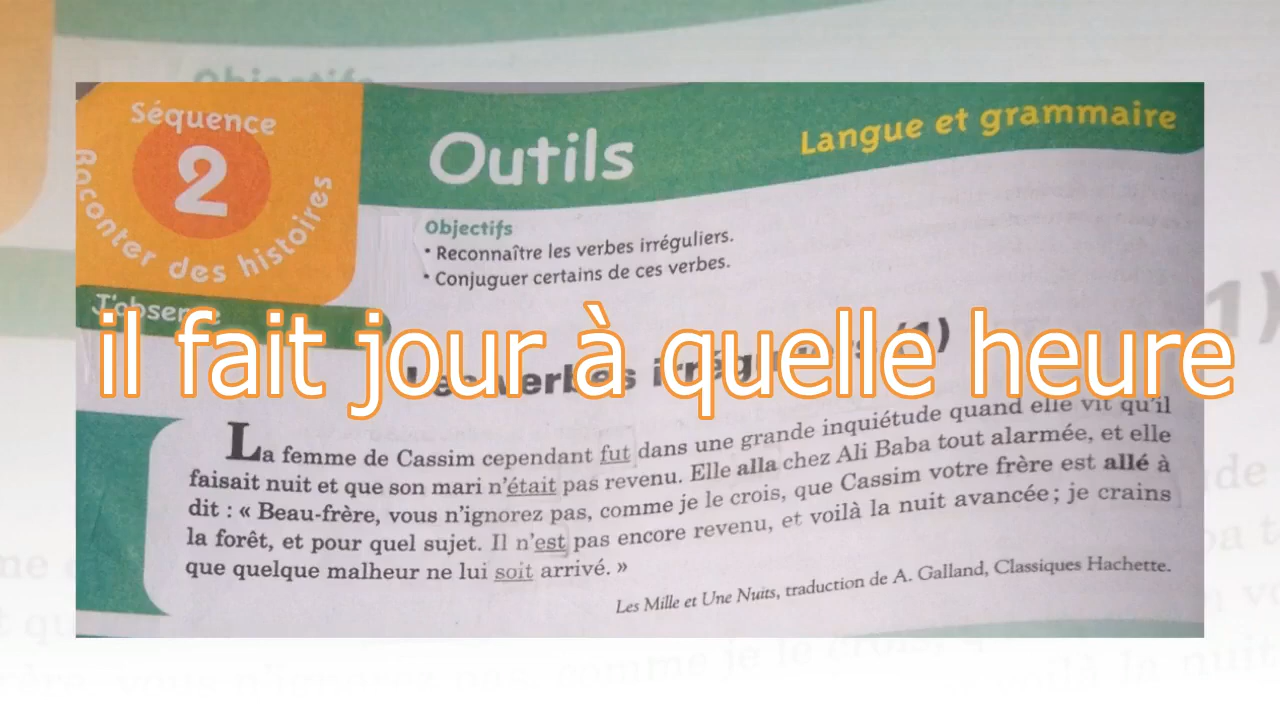 Séquence
2
Raconter des histoires
Outils
Langue et grammaire
Objectifs
• Reconnaître les verbes irréguliers.
• Conjuguer certains de ces verbes.
J'observe
il fait jour à quelle heure
Les verbes irréguliers (1)
La femme de Cassim cependant fut dans une grande inquiétude quand elle vit qu'il
faisait nuit et que son mari n'était pas revenu. Elle alla chez Ali Baba tout alarmée, et elle
dit : « Beau-frère, vous n'ignorez pas, comme je le crois, que Cassim votre frère est allé à
la forêt, et pour quel sujet. Il n'est pas encore revenu, et voilà la nuit avancée ; je crains
que quelque malheur ne lui soit arrivé. »
Les Mille et Une Nuits, traduction de A. Galland, Classiques Hachette.